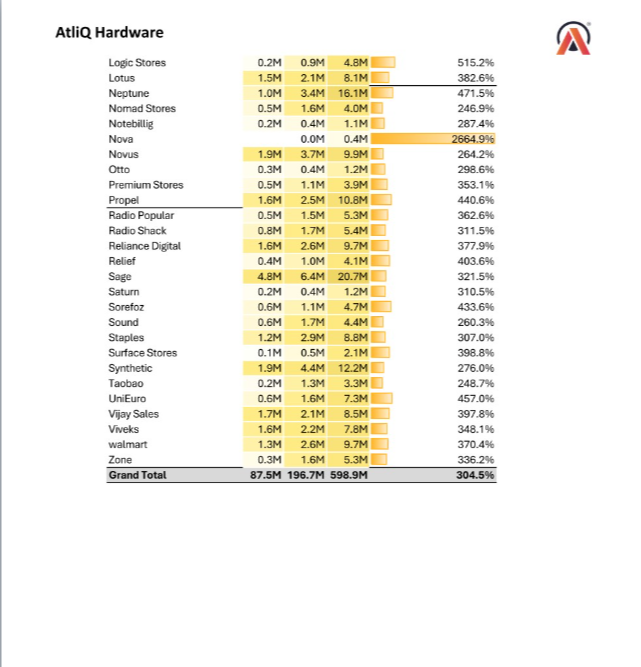 AtliQ Hardware
Logic Stores 0.2M 0.9M 4.8M 515.2%
Lotus 1.5M 2.1M 8.1M 382.6%
Neptune 1.0M 3.4M 16.1M 471.5%
Nomad Stores 0.5M 1.6M 4.0M 246.9%
Notebillig 0.2M 0.4M 1.1M 287.4%
Nova 0.0M 0.4M 2664.9%
Novus 1.9M 3.7M 9.9M 264.2%
Otto 0.3M 0.4M 1.2M 298.6%
Premium Stores 0.5M 1.1M 3.9M 353.1%
Propel 1.6M 2.5M 10.8M 440.6%
Radio Popular 0.5M 1.5M 5.3M 362.6%
Radio Shack 0.8M 1.7M 5.4M 311.5%
Reliance Digital 1.6M 2.6M 9.7M 377.9%
Relief 0.4M 1.0M 4.1M 403.6%
Sage 4.8M 6.4M 20.7M 321.5%
Saturn 0.2M 0.4M 1.2M 310.5%
Sorefoz 0.6M 1.1M 4.7M 433.6%
Sound 0.6M 1.7M 4.4M 260.3%
Staples 1.2M 2.9M 8.8M 307.0%
Surface Stores 0.1M 0.5M 2.1M 398.8%
Synthetic 1.9M 4.4M 12.2M 276.0%
Taobao 0.2M 1.3M 3.3M 248.7%
UniEuro 0.6M 1.6M 7.3M 457.0%
Vijay Sales 1.7M 2.1M 8.5M 397.8%
Viveks 1.6M 2.2M 7.8M 348.1%
walmart 1.3M 2.6M 9.7M 370.4%
Zone 0.3M 1.6M 5.3M 336.2%
Grand Total 87.5M 196.7M 598.9M 304.5%